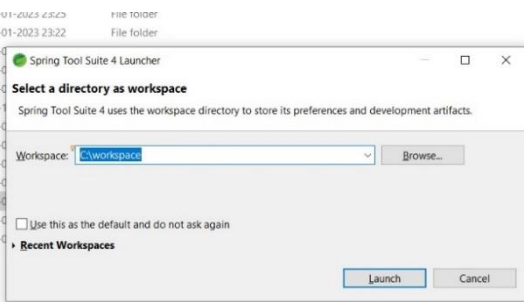 01-2023 23:25 File folder
-01-2023 23:22 File folder
Spring Tool Suite 4 Launcher
Select a directory as workspace
Spring Tool Suite 4 uses the workspace directory to store its preferences and development artifacts.
Workspace: C:\workspace Browse...
Use this as the default and do not ask again
Recent Workspaces
Launch Cancel